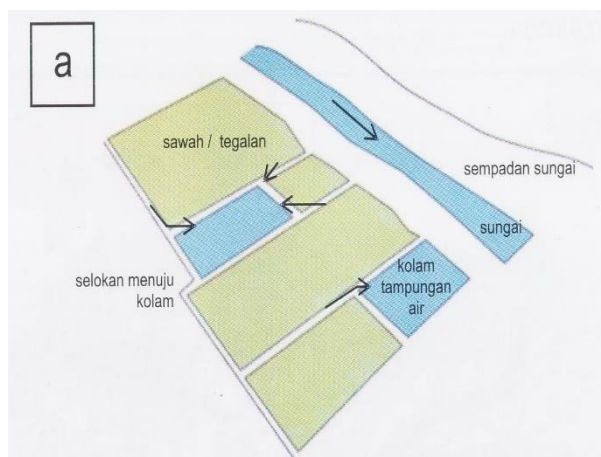 a
sawah / tegalan
sempadan sungai
sungai
selokan menuju
kolam
kolam
tampungan
air